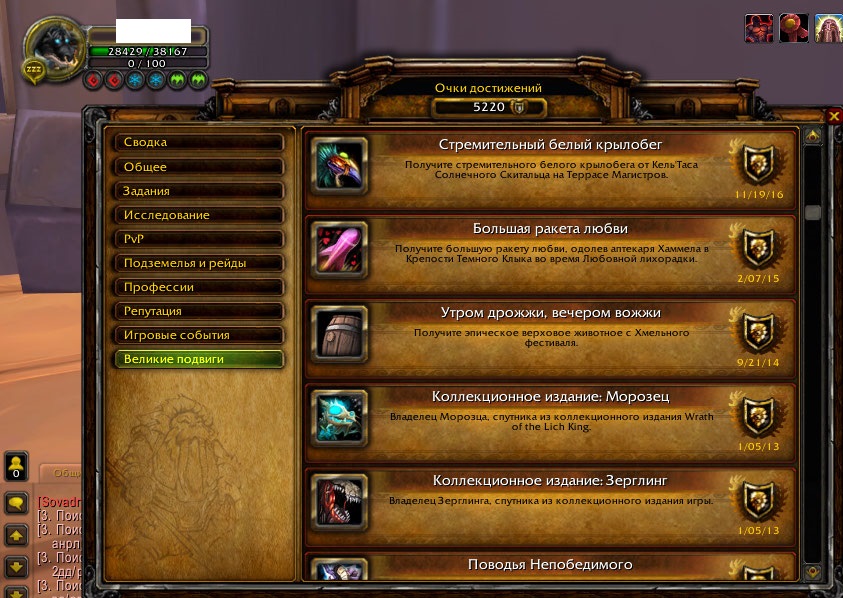 28429 / 38167
0 / 100
zzz
Очки достижений
5220
Сводка
Общее
Задания
Исследование
PvP
Подземелья и рейды
Профессии
Репутация
Игровые события
Великие подвиги
Стремительный белый крылобег
Получите стремительного белого крылобега от Кель'Таса
Солнечного Скитальца на Террасе Магистров.
11/19/16
Большая ракета любви
Получите большую ракету любви, одолев аптекаря Хаммела в
Крепости Темного Клыка во время Любовной лихорадки.
2/07/15
Утром дрожжи, вечером вожжи
Получите эпическое верховое животное с Хмельного
фестиваля.
9/21/14
Коллекционное издание: Морозец
Владелец Морозца, спутника из коллекционного издания Wrath
of the Lich King.
1/05/13
Коллекционное издание: Зерглинг
Владелец Зерглинга, спутника из коллекционного издания игры.
1/05/13
Поводья Непобедимого
0
Общи
[Sovadr
[3. Поис
[3. Поис
анрл
[3. Поис
2дд/р
[3. Поис